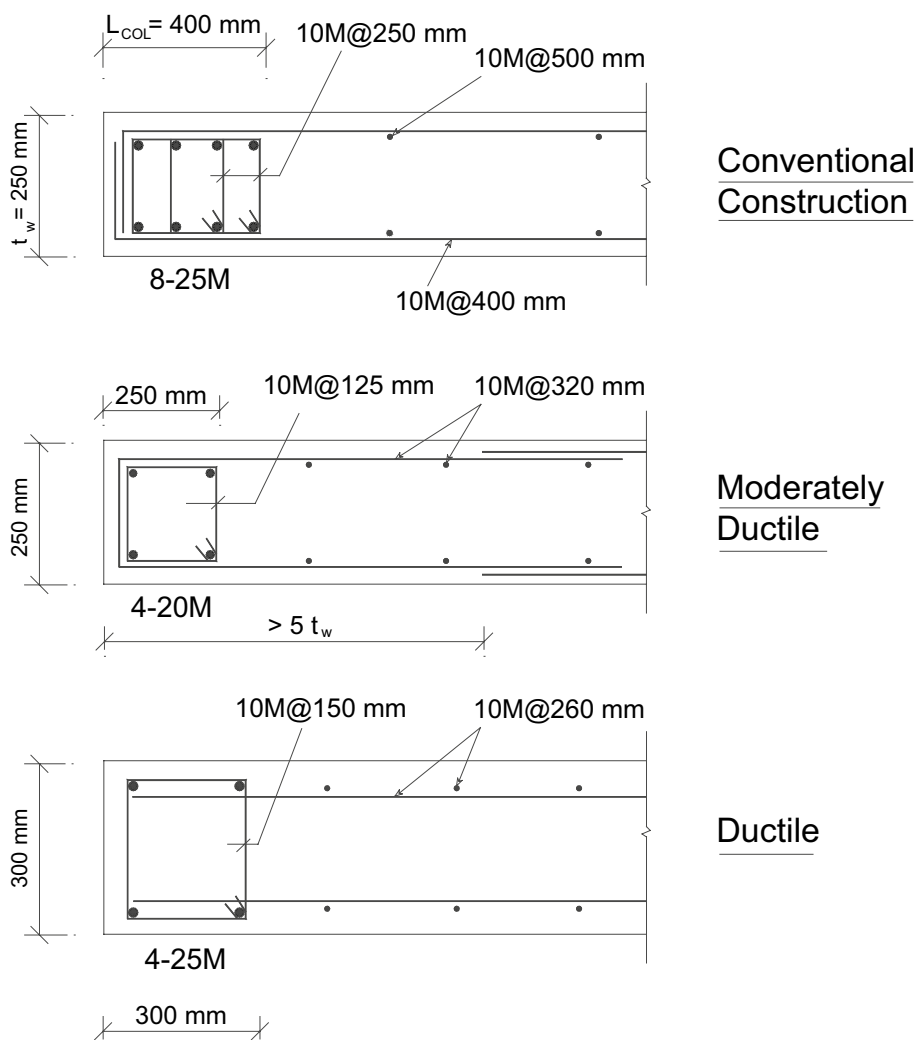 L_COL = 400 mm
10M@250 mm
10M@500 mm
t_w = 250 mm
Conventional
Construction
8-25M
10M@400 mm
250 mm
10M@125 mm
10M@320 mm
250 mm
Moderately
Ductile
4-20M
> 5 t_w
10M@150 mm
10M@260 mm
300 mm
Ductile
4-25M
300 mm